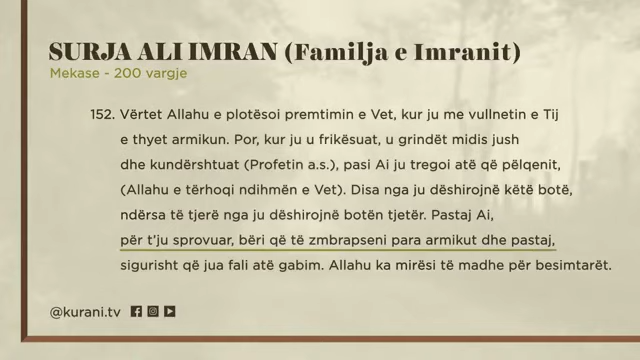 SURJA ALI IMRAN (Familja e Imranit)
Mekase - 200 vargje
152. Vërtet Allahu e plotësoi premtimin e Vet, kur ju me vullnetin e Tij
e thyet armikun. Por, kur ju u frikësuat, u grindët midis jush
dhe kundërshtuat (Profetin a.s.), pasi Ai ju tregoi atë që pëlqenit,
(Allahu e tërhoqi ndihmën e Vet). Disa nga ju dëshirojnë këtë botë,
ndërsa të tjerë nga ju dëshirojnë botën tjetër. Pastaj Ai,
për t'ju sprovuar, bëri që të zmbrapseni para armikut dhe pastaj,
sigurisht që jua fali atë gabim. Allahu ka mirësi të madhe për besimtarët.
@kurani.tv